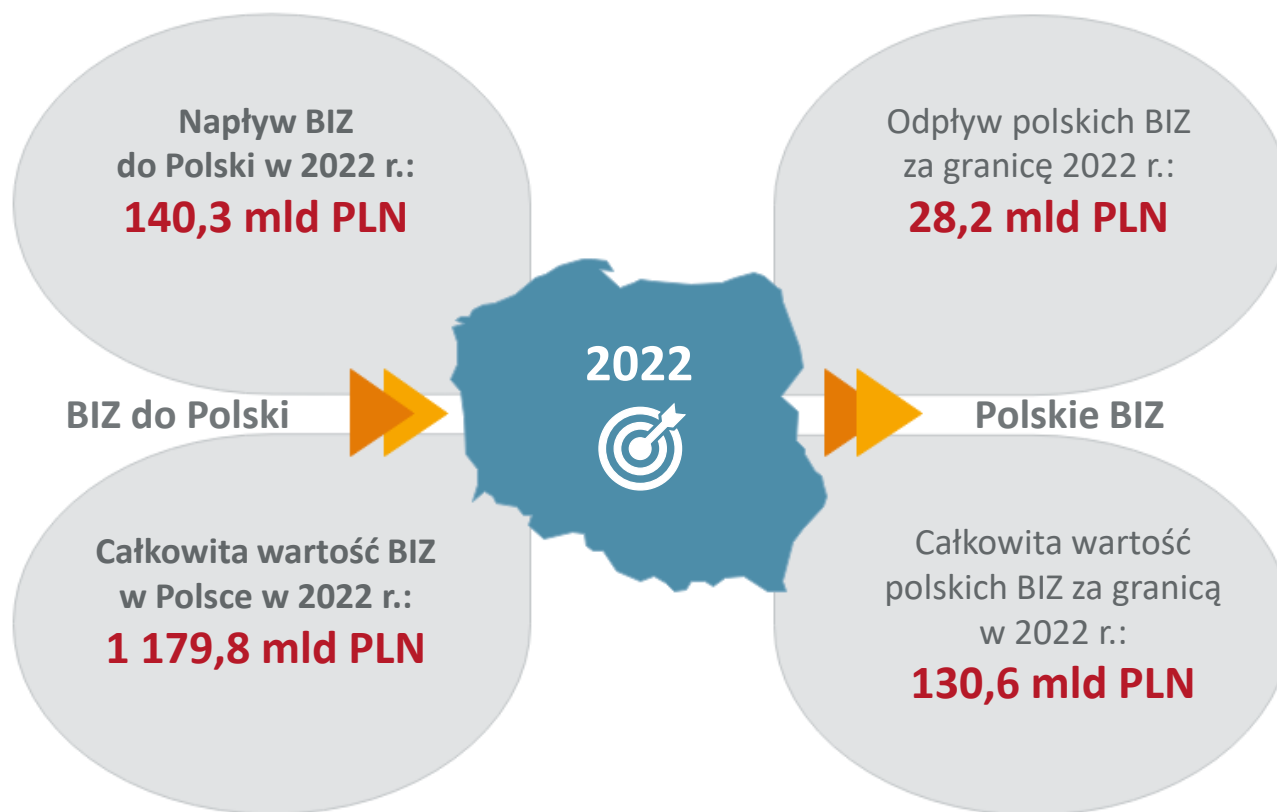 Napływ BIZ
do Polski w 2022 r.:
140,3 mld PLN
Odpływ polskich BIZ
za granicę 2022 r.:
28,2 mld PLN
2022
BIZ do Polski
Polskie BIZ
Całkowita wartość BIZ
w Polsce w 2022 r.:
1 179,8 mld PLN
Całkowita wartość
polskich BIZ za granicą
w 2022 r.:
130,6 mld PLN